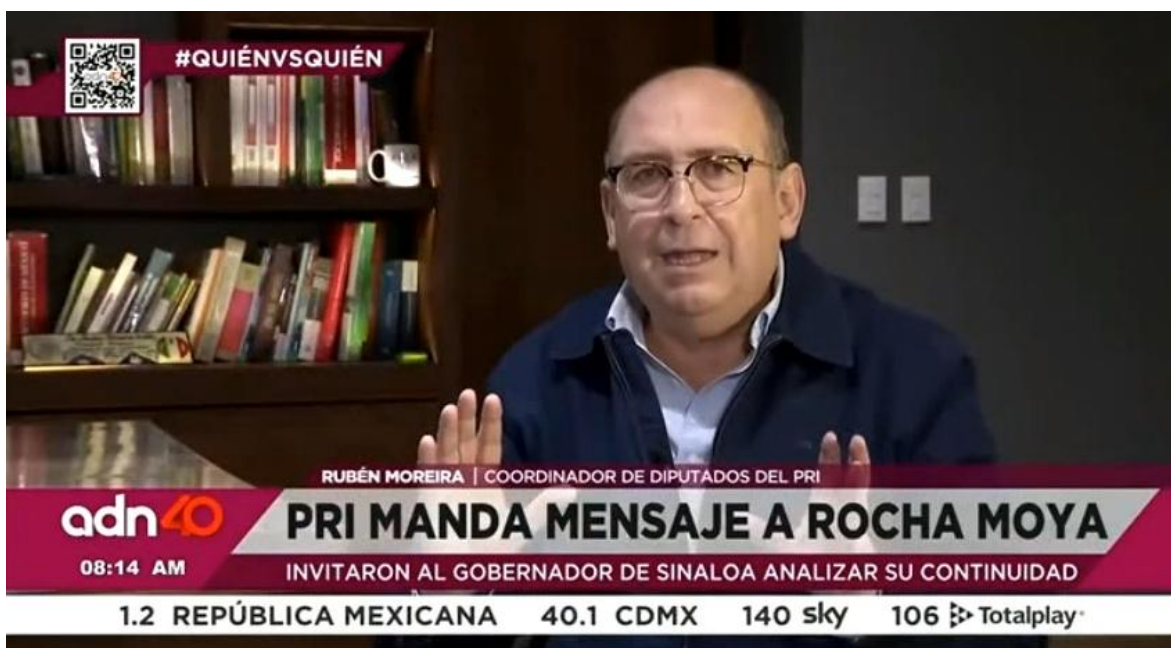 #QUIÉNVSQUIÉN
RUBÉN MOREIRA | COORDINADOR DE DIPUTADOS DEL PRI
adn40
PRI MANDA MENSAJE A ROCHA MOYA
08:14 AM
INVITARON AL GOBERNADOR DE SINALOA ANALIZAR SU CONTINUIDAD
1.2 REPÚBLICA MEXICANA 40.1 CDMX 140 sky 106 Totalplay